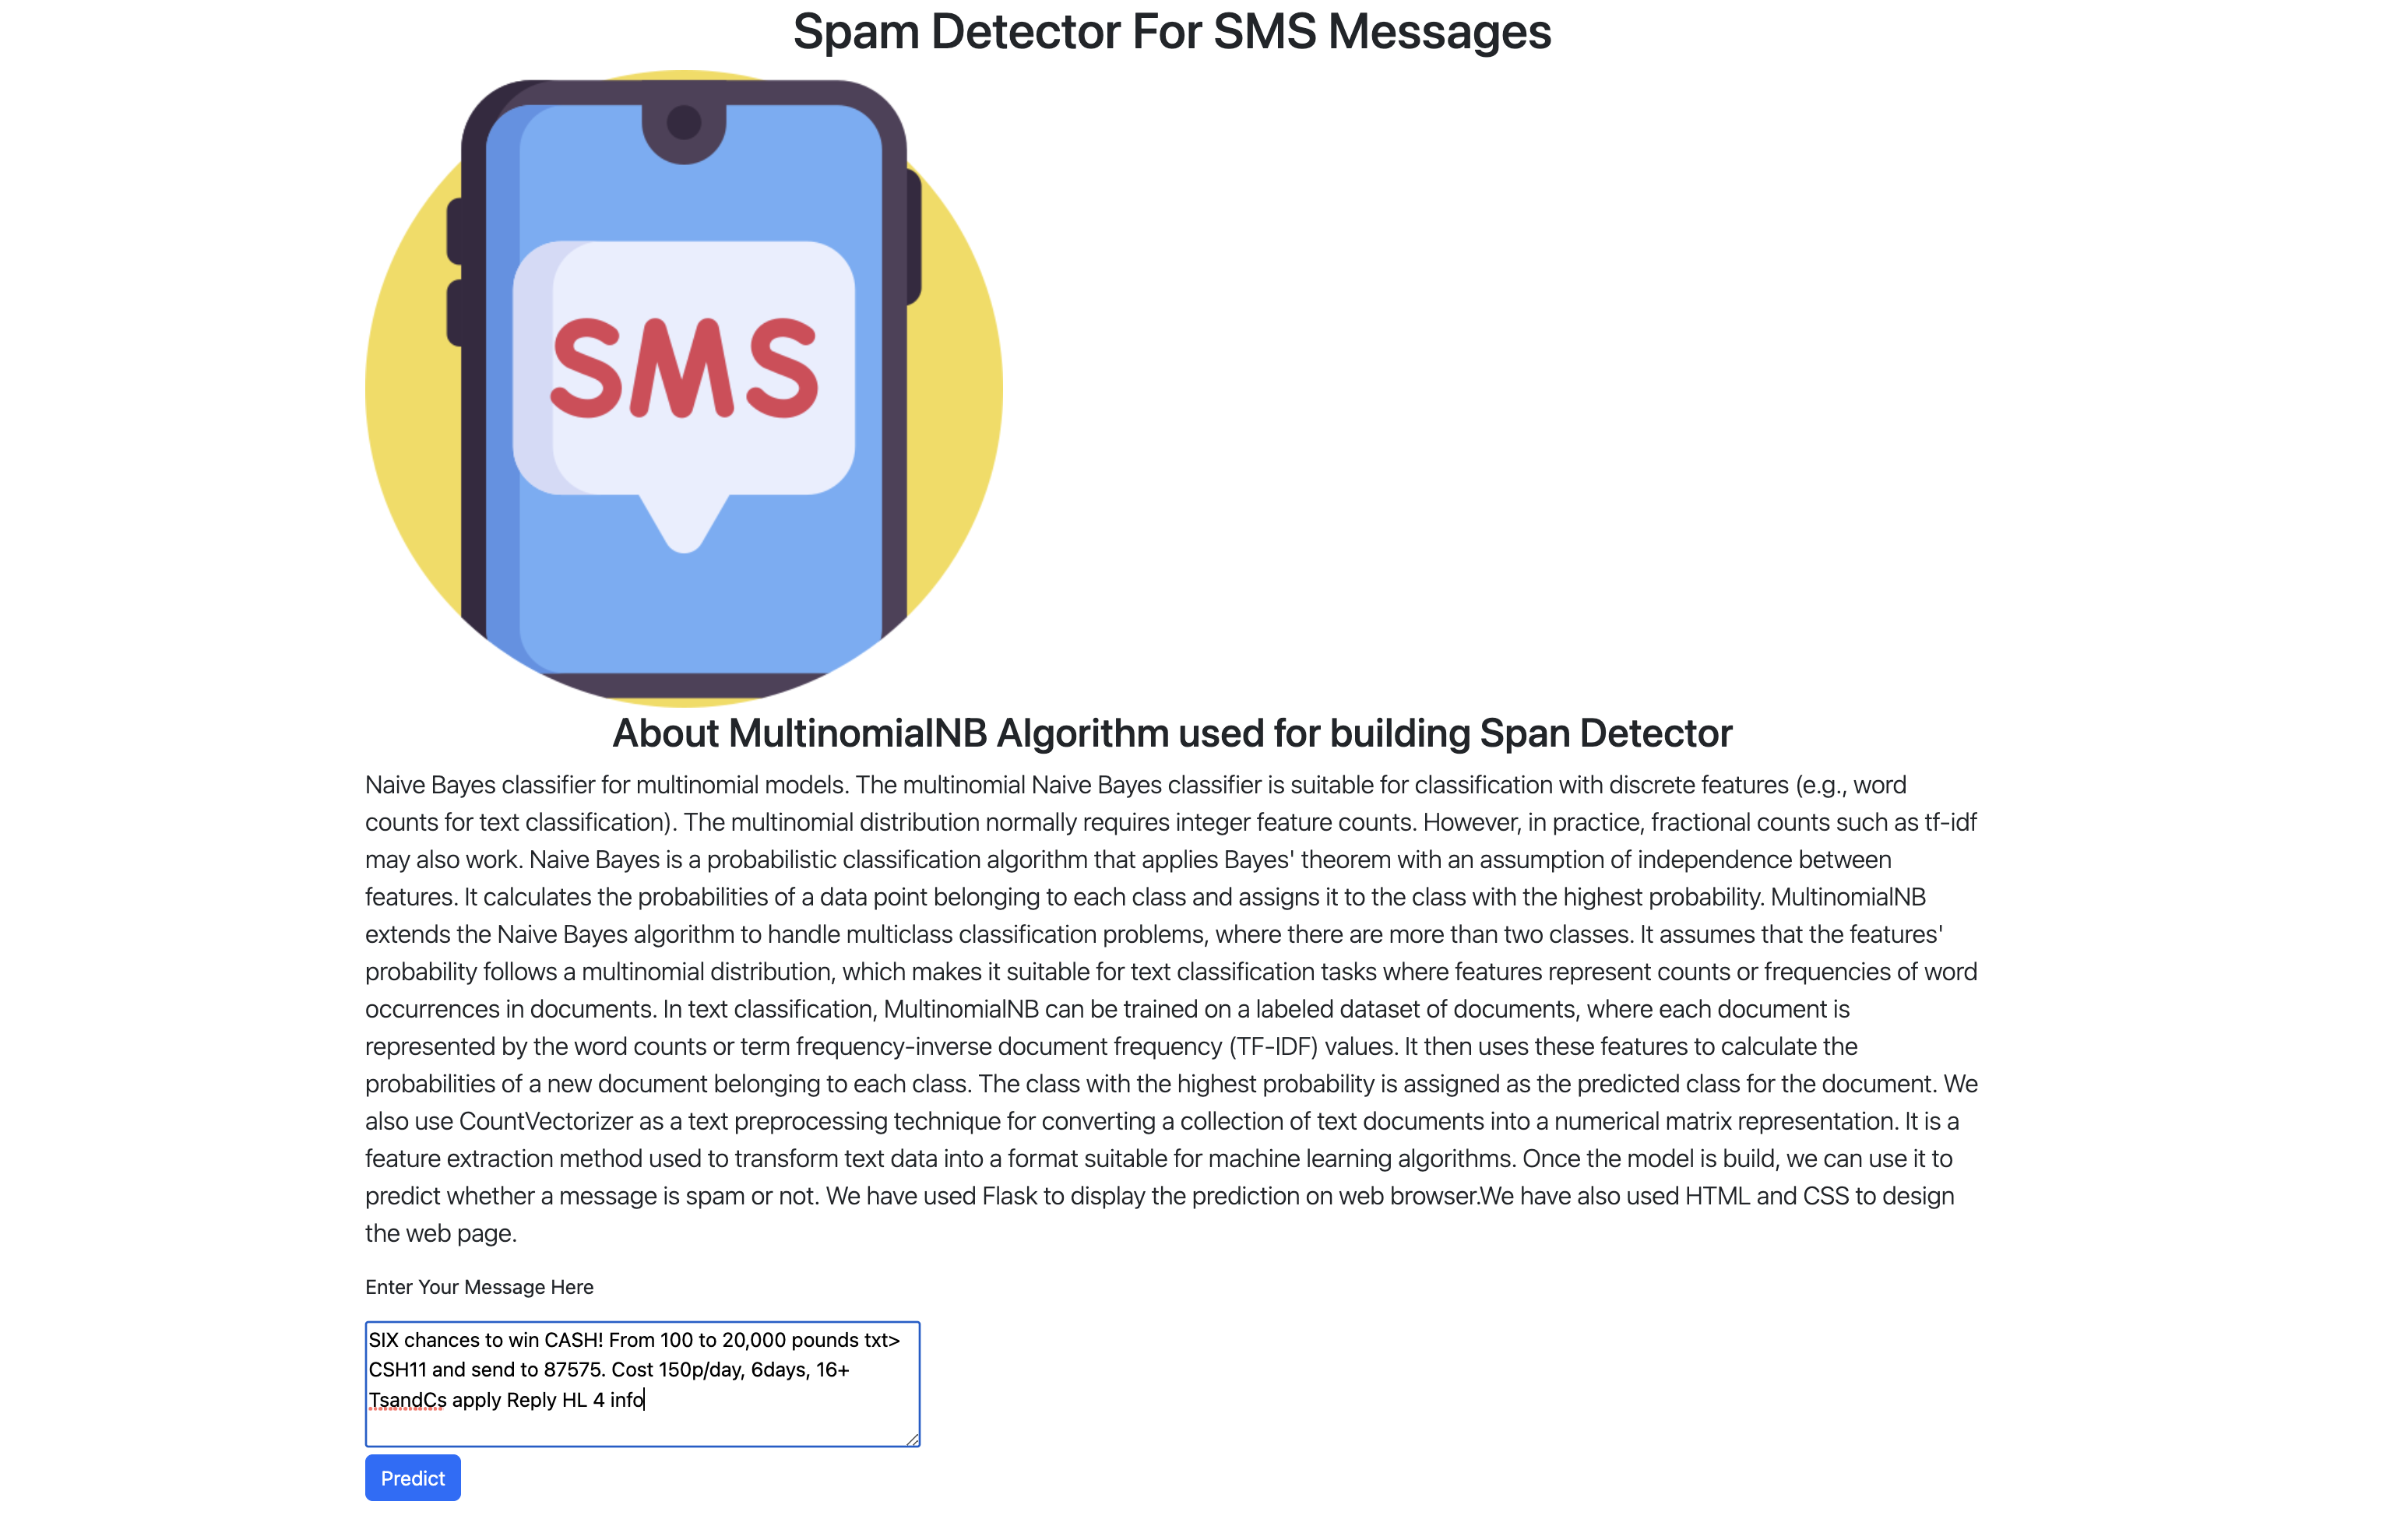 Spam Detector For SMS Messages
SMS
About MultinomialNB Algorithm used for building Span Detector
Naive Bayes classifier for multinomial models. The multinomial Naive Bayes classifier is suitable for classification with discrete features (e.g., word
counts for text classification). The multinomial distribution normally requires integer feature counts. However, in practice, fractional counts such as tf-idf
may also work. Naive Bayes is a probabilistic classification algorithm that applies Bayes' theorem with an assumption of independence between
features. It calculates the probabilities of a data point belonging to each class and assigns it to the class with the highest probability. MultinomialNB
extends the Naive Bayes algorithm to handle multiclass classification problems, where there are more than two classes. It assumes that the features'
probability follows a multinomial distribution, which makes it suitable for text classification tasks where features represent counts or frequencies of word
occurrences in documents. In text classification, MultinomialNB can be trained on a labeled dataset of documents, where each document is
represented by the word counts or term frequency-inverse document frequency (TF-IDF) values. It then uses these features to calculate the
probabilities of a new document belonging to each class. The class with the highest probability is assigned as the predicted class for the document. We
also use CountVectorizer as a text preprocessing technique for converting a collection of text documents into a numerical matrix representation. It is a
feature extraction method used to transform text data into a format suitable for machine learning algorithms. Once the model is build, we can use it to
predict whether a message is spam or not. We have used Flask to display the prediction on web browser.We have also used HTML and CSS to design
the web page.
Enter Your Message Here
SIX chances to win CASH! From 100 to 20,000 pounds txt>
CSH11 and send to 87575. Cost 150p/day, 6days, 16+
TsandCs apply Reply HL 4 info
Predict